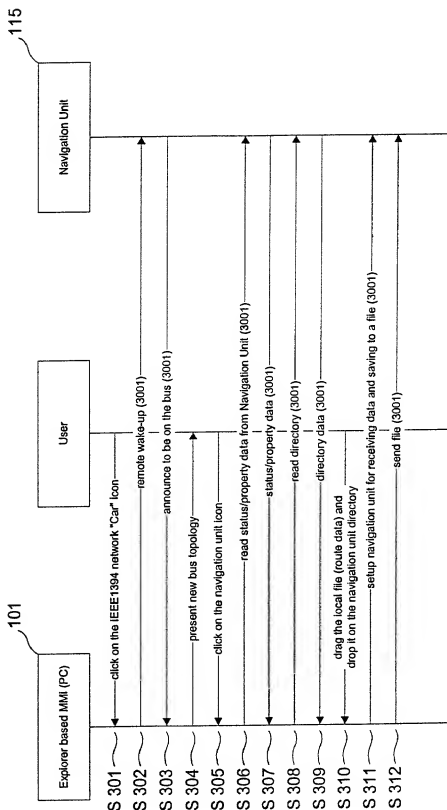 101
115
Explorer based MMI (PC)
User
Navigation Unit
S 301
click on the IEEE1394 network "Car" Icon
S 302
remote wake-up (3001)
S 303
announce to be on the bus (3001)
S 304
present new bus topology
S 305
click on the navigation unit icon
S 306
read status/property data from Navigation Unit (3001)
S 307
status/property data (3001)
S 308
read directory (3001)
S 309
directory data (3001)
S 310
drag the local file (route data) and
drop it on the navigation unit directory
S 311
setup navigation unit for receiving data and saving to a file (3001)
S 312
send file (3001)